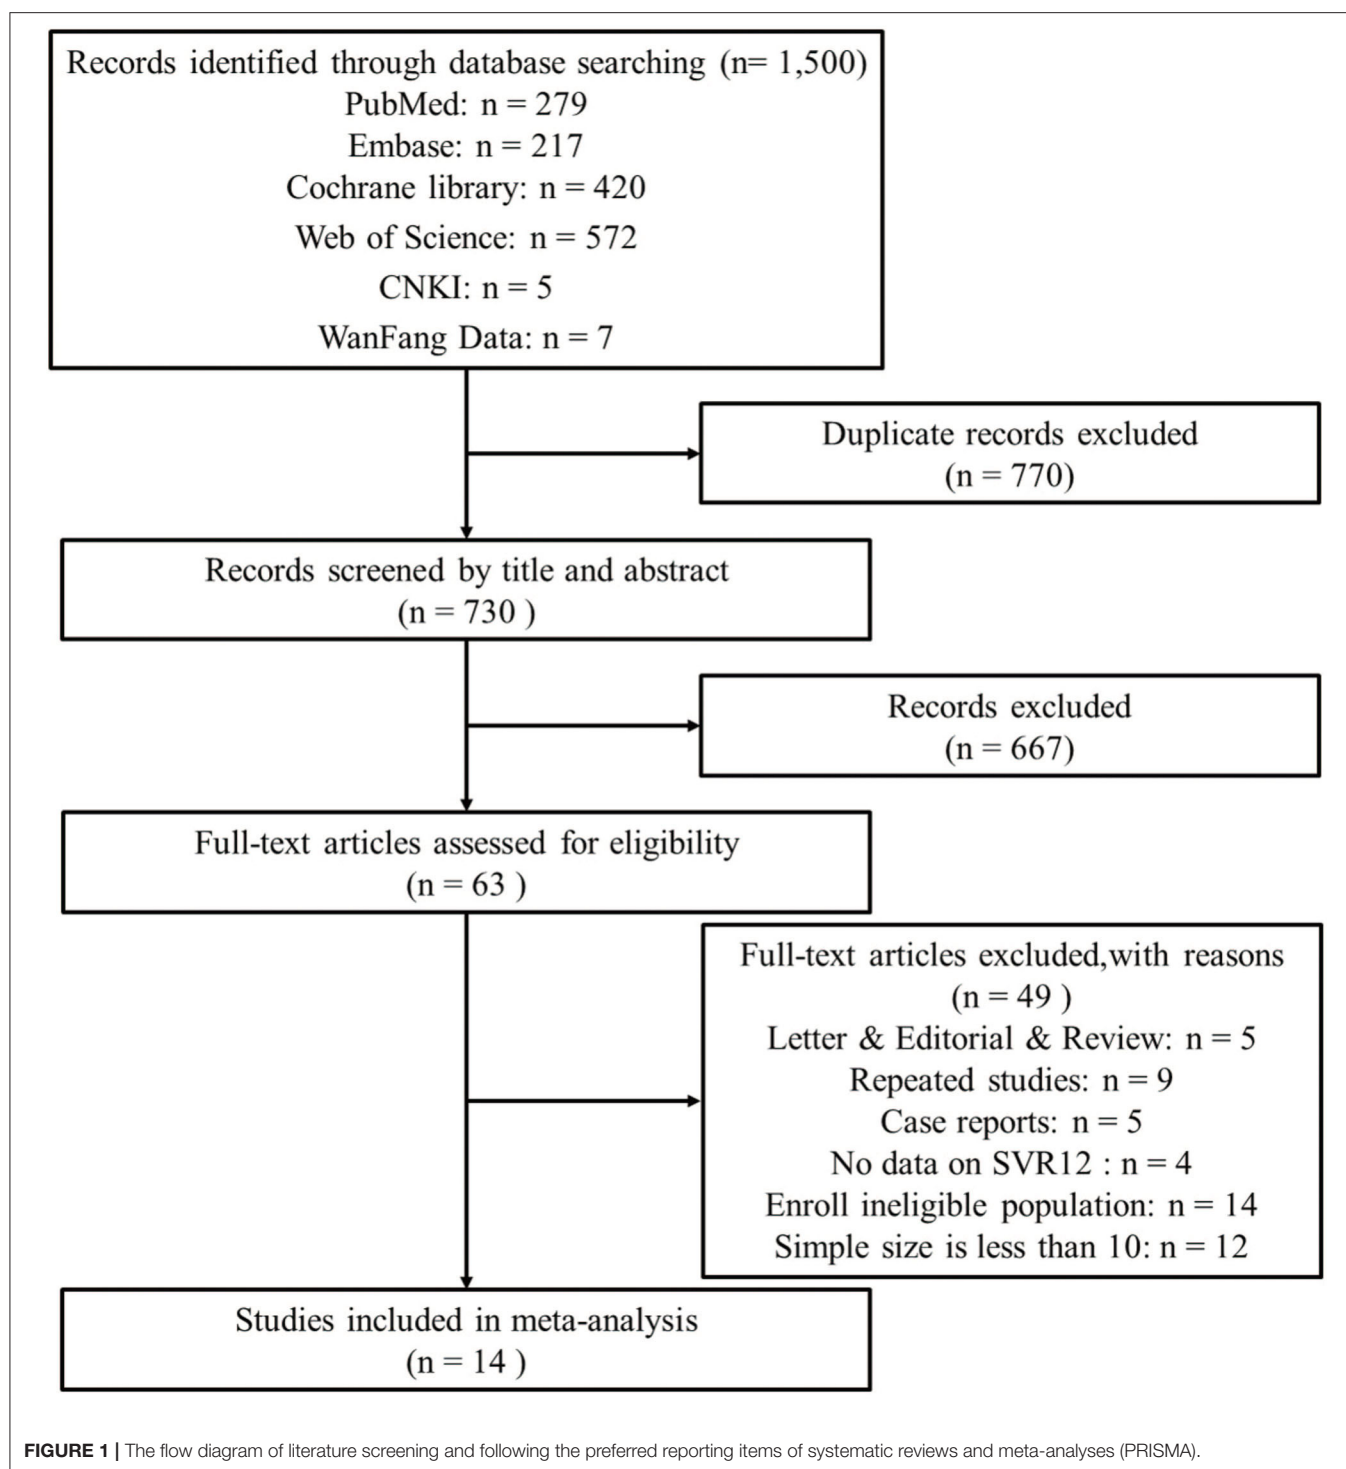 Records identified through database searching (n= 1,500)
PubMed: n = 279
Embase: n = 217
Cochrane library: n = 420
Web of Science: n = 572
CNKI: n = 5
WanFang Data: n = 7
Duplicate records excluded
(n = 770)
Records screened by title and abstract
(n = 730 )
Records excluded
(n = 667)
Full-text articles assessed for eligibility
(n = 63 )
Full-text articles excluded,with reasons
(n = 49 )
Letter & Editorial & Review: n = 5
Repeated studies: n = 9
Case reports: n = 5
No data on SVR12 : n = 4
Enroll ineligible population: n = 14
Simple size is less than 10: n = 12
Studies included in meta-analysis
(n = 14 )
FIGURE 1 | The flow diagram of literature screening and following the preferred reporting items of systematic reviews and meta-analyses (PRISMA).